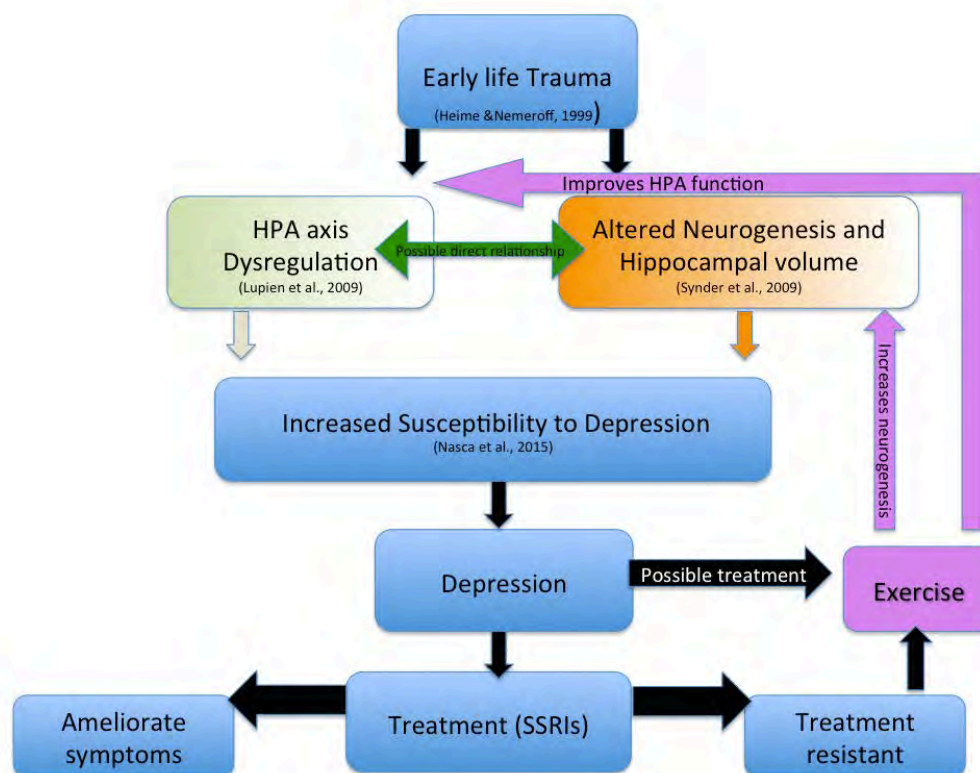 Early life Trauma
(Heime &Nemeroff, 1999)
Improves HPA function
HPA axis
Dysregulation
(Lupien et al., 2009)
Possible direct relationship
Altered Neurogenesis and
Hippocampal volume
(Synder et al., 2009)
Increases neurogenesis
Increased Susceptibility to Depression
(Nasca et al., 2015)
Depression
Possible treatment
Exercise
Ameliorate
symptoms
Treatment (SSRIs)
Treatment
resistant